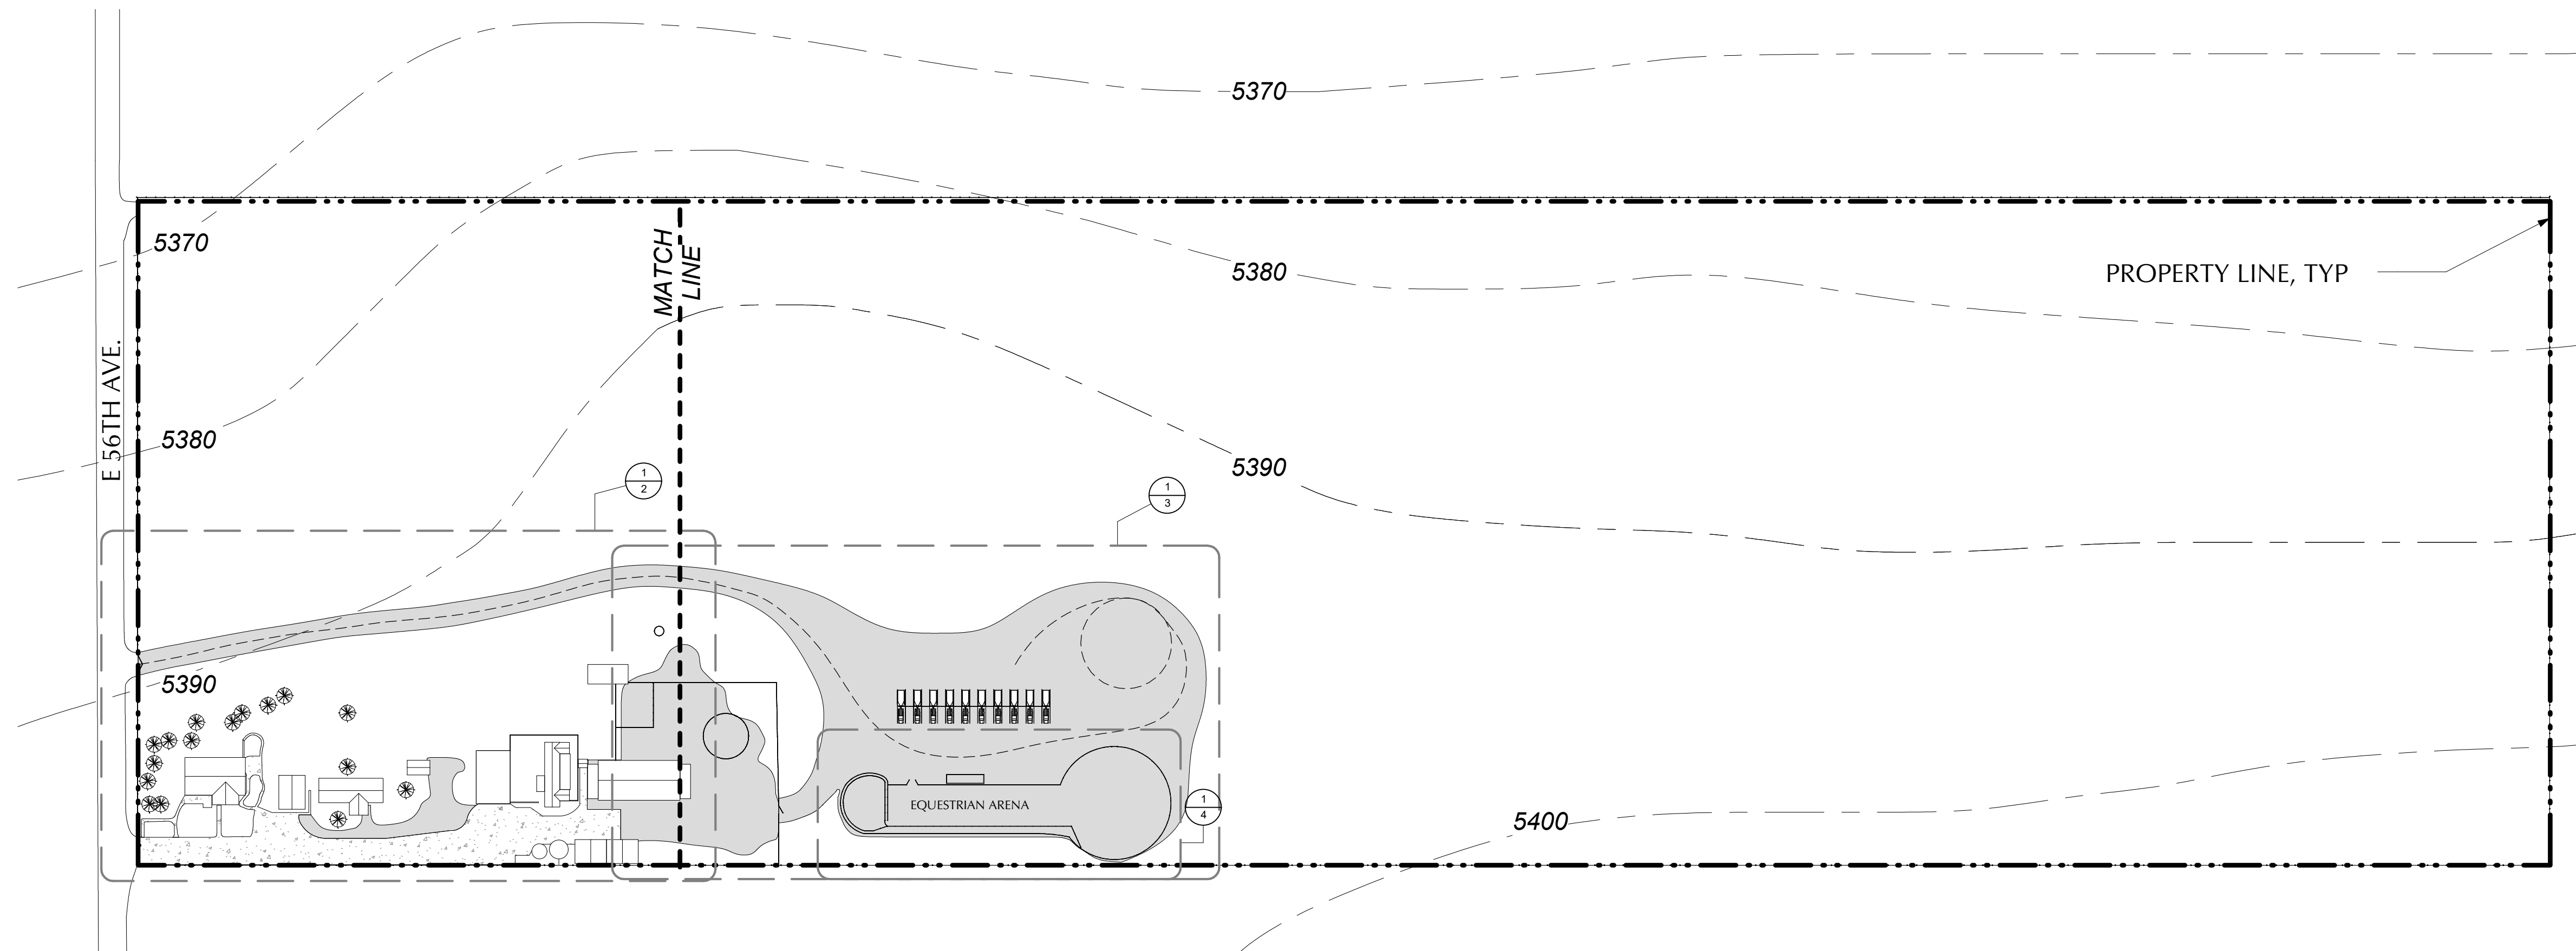 5370
5370
MATCH
LINE
5380
PROPERTY LINE, TYP
E 56TH AVE.
5380
5390
1
2
1
3
5390
EQUESTRIAN ARENA
1
4
5400